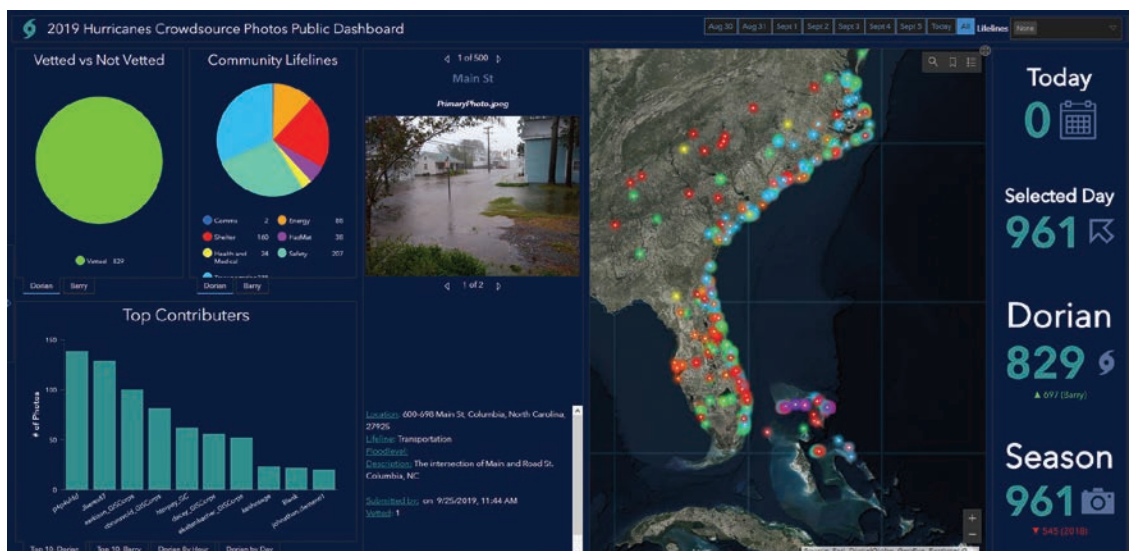 2019 Hurricanes Crowdsource Photos Public Dashboard
Aug 30 Aug 31 Sept 1 Sept 2 Sept 3 Sept 4 Sept 5 Today All Lifelines None
Vetted vs Not Vetted
Vetted 829
Dorian Barry
Community Lifelines
Comms 2 Energy 86
Shelter 160 HazMat 38
Health and Medical 24 Safety 207
Dorian Barry
1 of 500
Main St
PrimaryPhoto.jpeg
1 of 2
Location: 600-698 Main St, Columbia, North Carolina,
27925
Lifeline: Transportation
Floodlevel:
Description: The intersection of Main and Road St.
Columbia, NC
Submitted by: on 9/25/2019, 11:44 AM
Vetted: 1
Top Contributers
# of Photos
150
100
50
0
Blank
Top 10, Dorian Top 10, Barry Dorian By Hour Dorian by Day
Today
0
Selected Day
961
Dorian
829
▲ 697 (Barry)
Season
961
▼ 545 (2018)